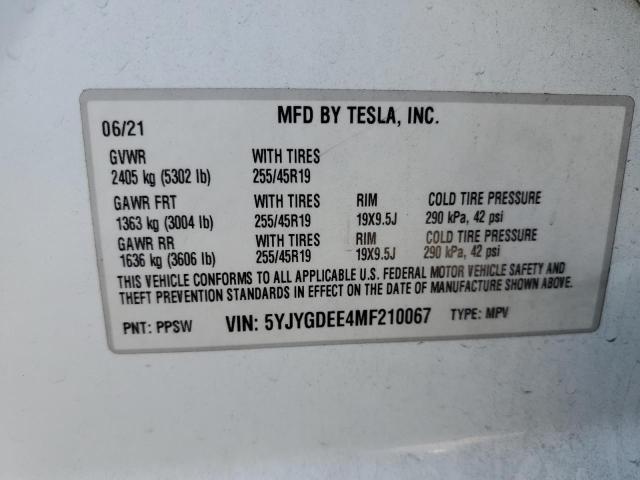 06/21 MFD BY TESLA, INC.
GVWR WITH TIRES
2405 kg (5302 lb) 255/45R19
GAWR FRT WITH TIRES RIM COLD TIRE PRESSURE
1363 kg (3004 lb) 255/45R19 19X9.5J 290 kPa, 42 psi
GAWR RR WITH TIRES RIM COLD TIRE PRESSURE
1636 kg (3606 lb) 255/45R19 19X9.5J 290 kPa, 42 psi
THIS VEHICLE CONFORMS TO ALL APPLICABLE U.S. FEDERAL MOTOR VEHICLE SAFETY AND
THEFT PREVENTION STANDARDS IN EFFECT ON THE DATE OF MANUFACTURE SHOWN ABOVE.
PNT: PPSW VIN: 5YJYGDEE4MF210067 TYPE: MPV